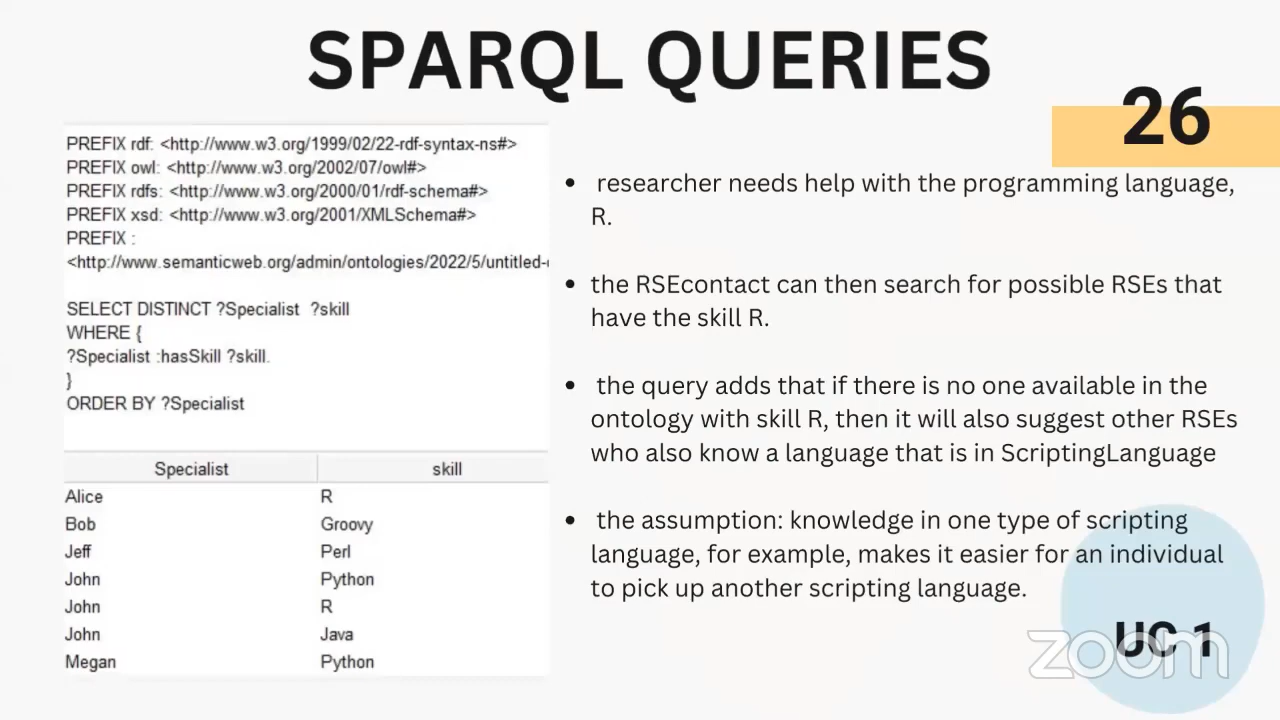 SPARQL QUERIES
26
PREFIX rdf: <http://www.w3.org/1999/02/22-rdf-syntax-ns#>
PREFIX owl: <http://www.w3.org/2002/07/owl#>
PREFIX rdfs: <http://www.w3.org/2000/01/rdf-schema#>
PREFIX xsd: <http://www.w3.org/2001/XMLSchema#>
PREFIX :
<http://www.semanticweb.org/admin/ontologies/2022/5/untitled-
SELECT DISTINCT ?Specialist ?skill
WHERE {
?Specialist :hasSkill ?skill.
}
ORDER BY ?Specialist
Specialist skill
Alice R
Bob Groovy
Jeff Perl
John Python
John R
John Java
Megan Python
• researcher needs help with the programming language,
R.
• the RSEcontact can then search for possible RSEs that
have the skill R.
• the query adds that if there is no one available in the
ontology with skill R, then it will also suggest other RSEs
who also know a language that is in ScriptingLanguage
• the assumption: knowledge in one type of scripting
language, for example, makes it easier for an individual
to pick up another scripting language.
UC 1
zoom